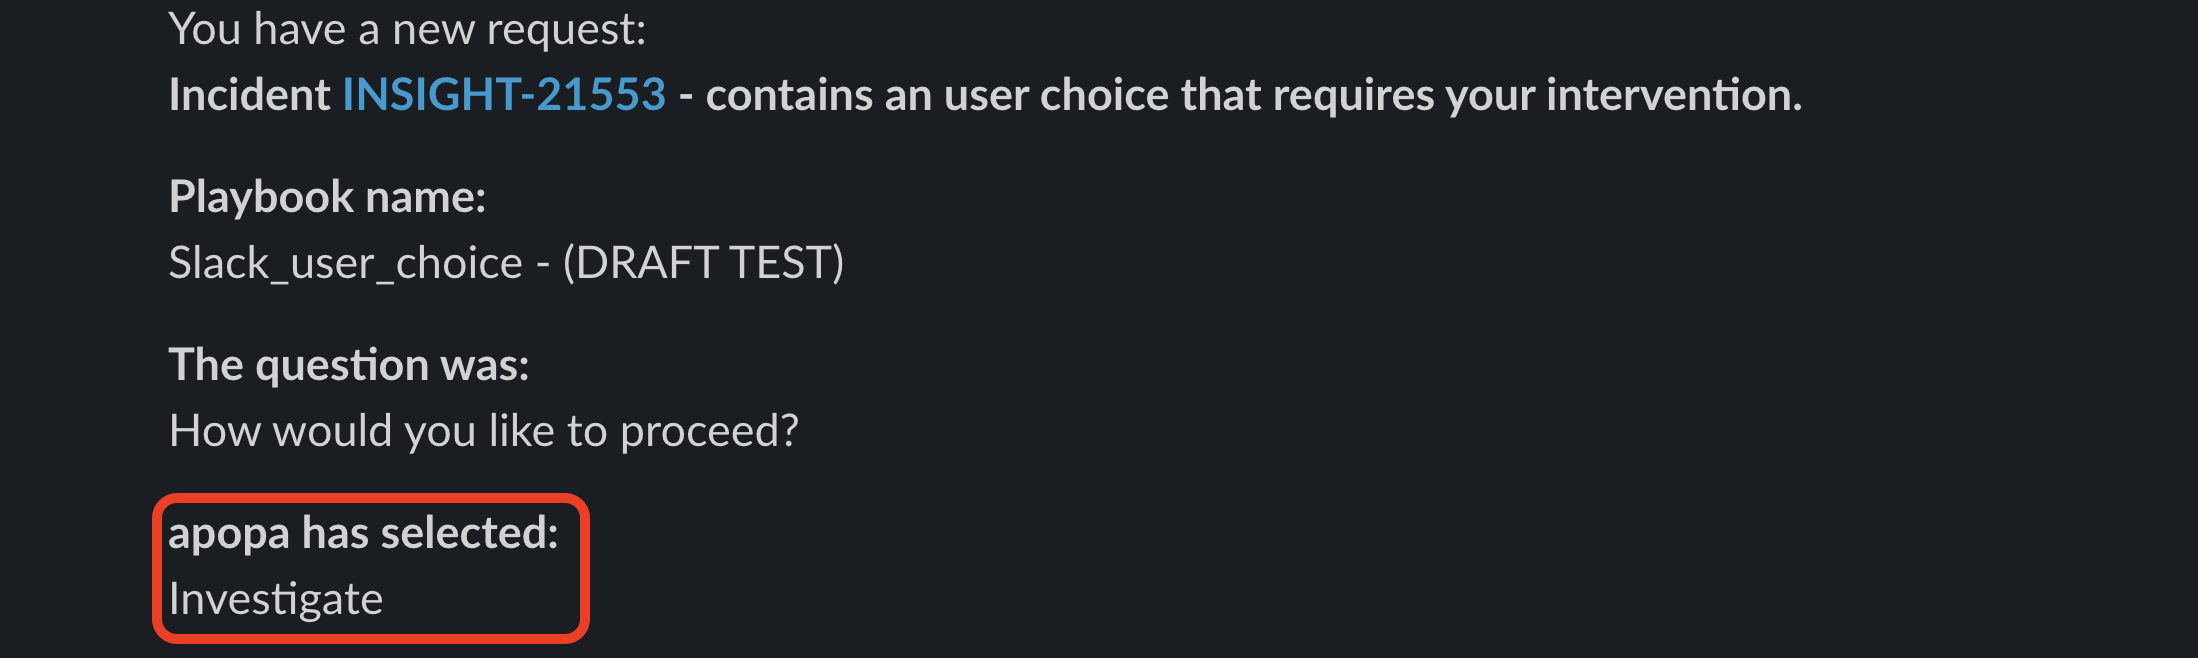 You have a new request:
Incident INSIGHT-21553 - contains an user choice that requires your intervention.
Playbook name:
Slack_user_choice - (DRAFT TEST)
The question was:
How would you like to proceed?
apopa has selected:
Investigate